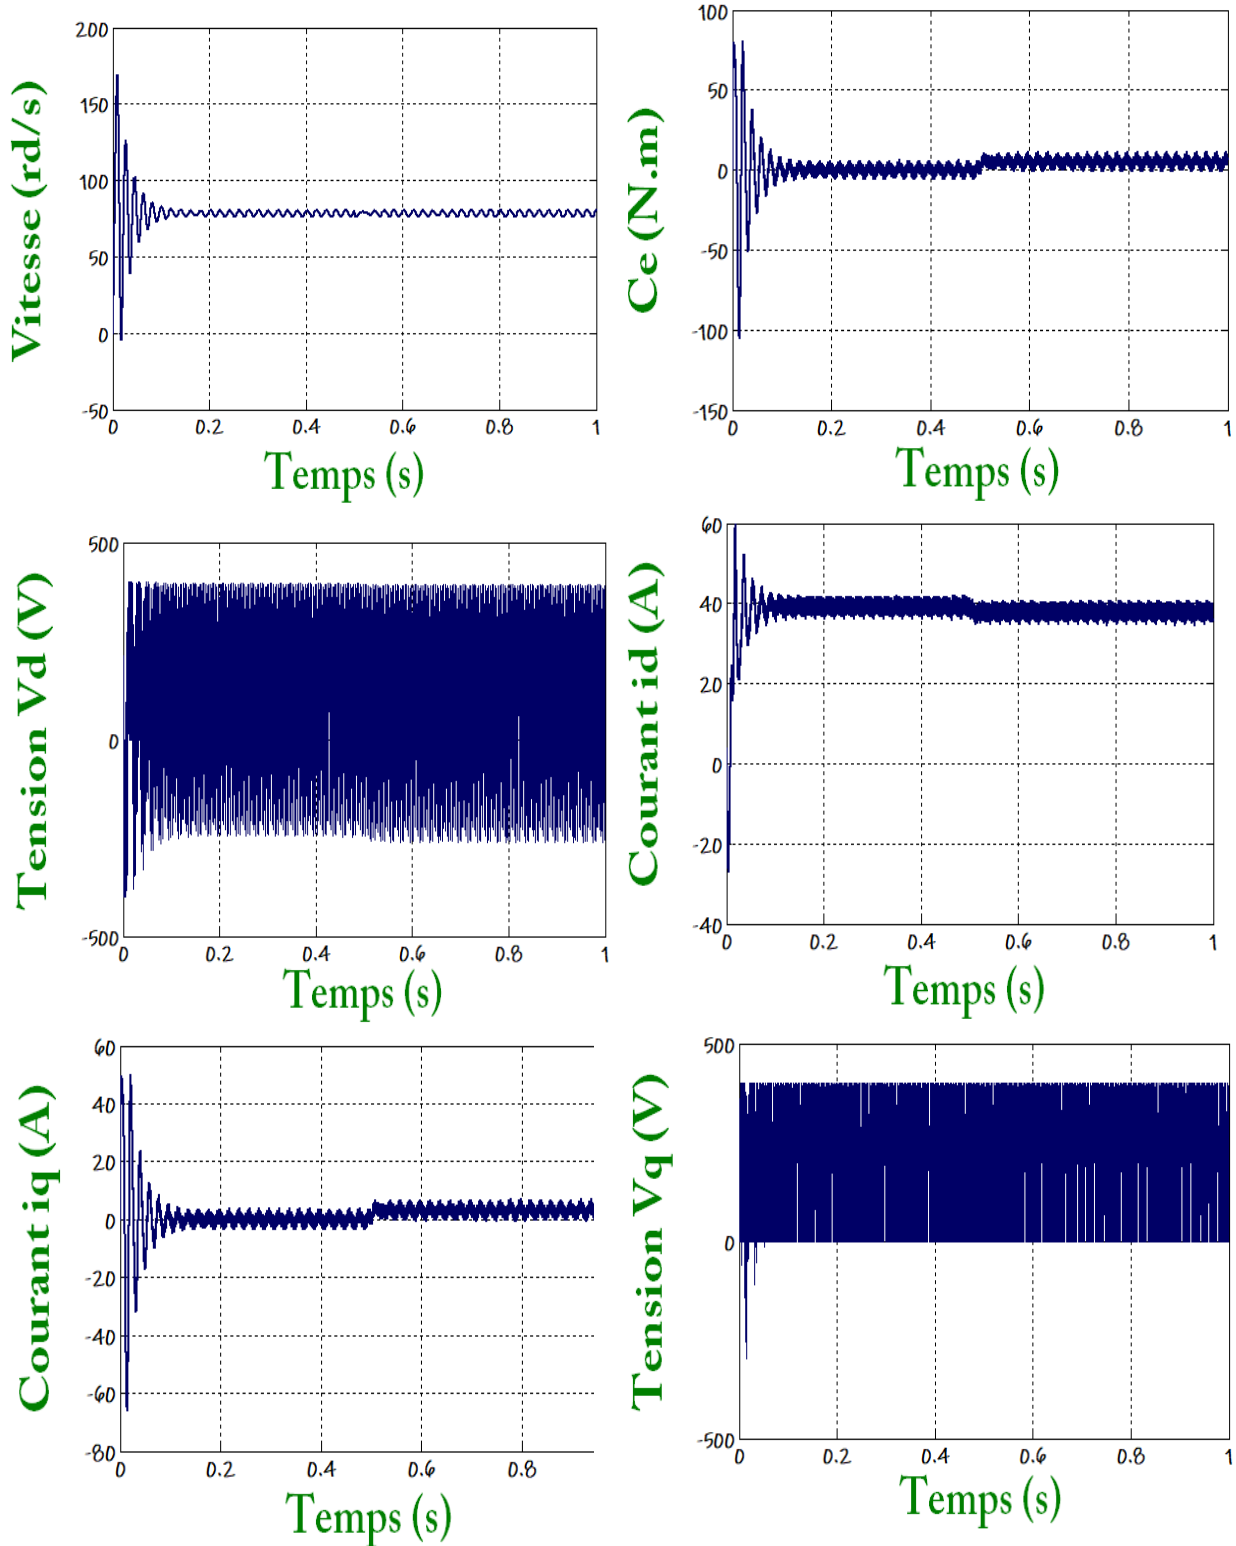 Vitesse (rd/s)
200
150
100
50
0
-50
0 0.2 0.4 0.6 0.8 1
Temps (s)
Ce (N.m)
100
50
0
-50
-100
-150
0 0.2 0.4 0.6 0.8 1
Temps (s)
Tension Vd (V)
500
0
-500
0 0.2 0.4 0.6 0.8 1
Temps (s)
Courant id (A)
60
40
20
0
-20
-40
0 0.2 0.4 0.6 0.8 1
Temps (s)
Courant iq (A)
60
40
20
0
-20
-40
-60
-80
0 0.2 0.4 0.6 0.8
Temps (s)
Tension Vq (V)
500
0
-500
0 0.2 0.4 0.6 0.8 1
Temps (s)